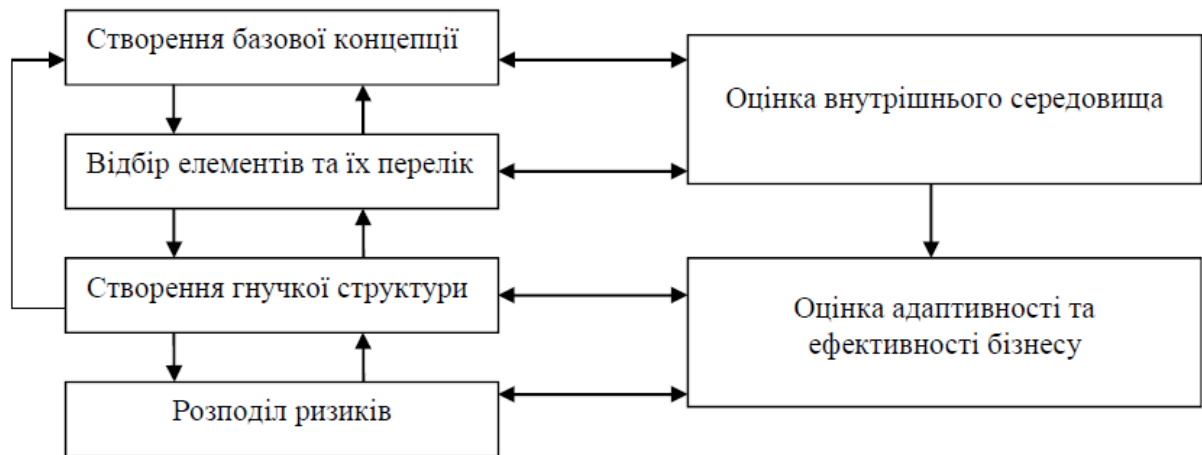 Створення базової концепції
Відбір елементів та їх перелік
Створення гнучкої структури
Розподіл ризиків
Оцінка внутрішнього середовища
Оцінка адаптивності та
ефективності бізнесу